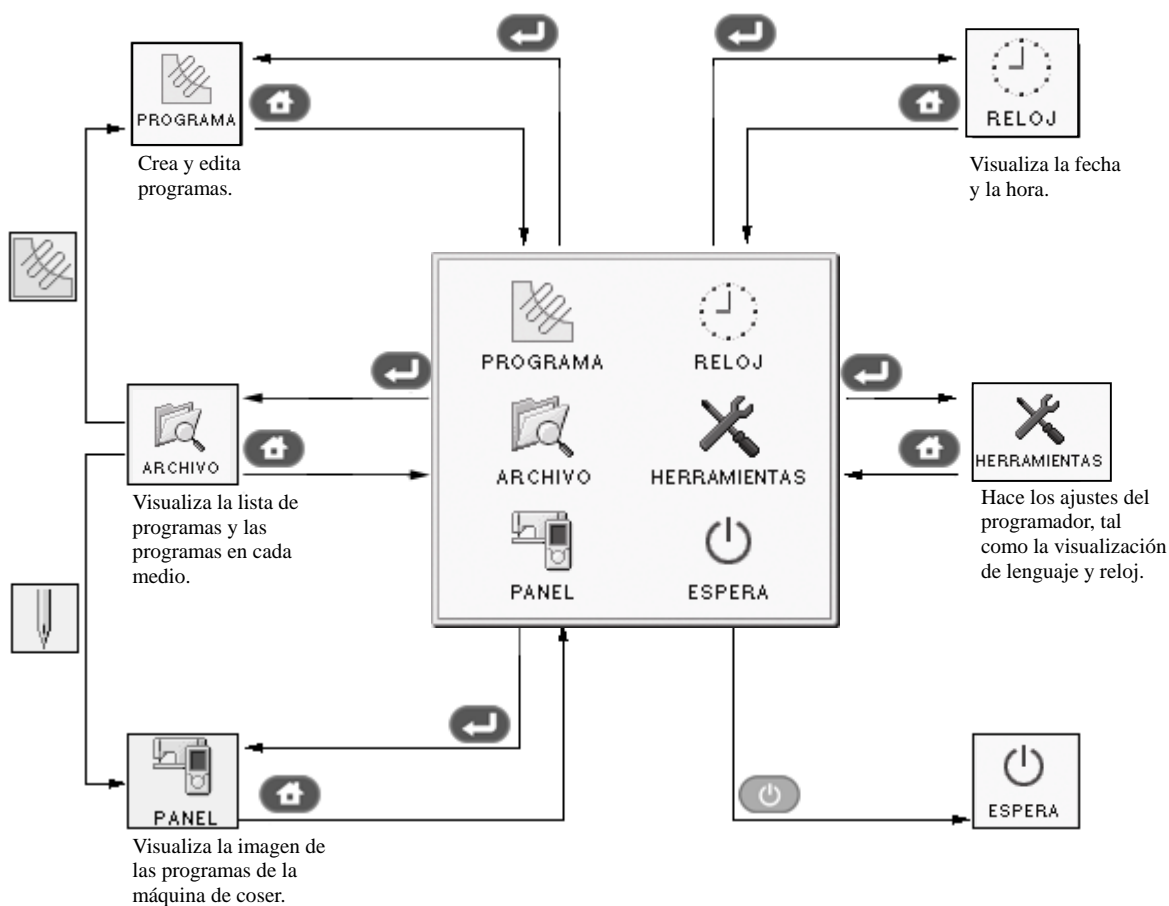 PROGRAMA
Crea y edita
programas.
RELOJ
Visualiza la fecha
y la hora.
PROGRAMA
RELOJ
ARCHIVO
HERRAMIENTAS
PANEL
ESPERA
ARCHIVO
Visualiza la lista de
programas y las
programas en cada
medio.
HERRAMIENTAS
Hace los ajustes del
programador, tal
como la visualización
de lenguaje y reloj.
PANEL
Visualiza la imagen de
las programas de la
máquina de coser.
ESPERA